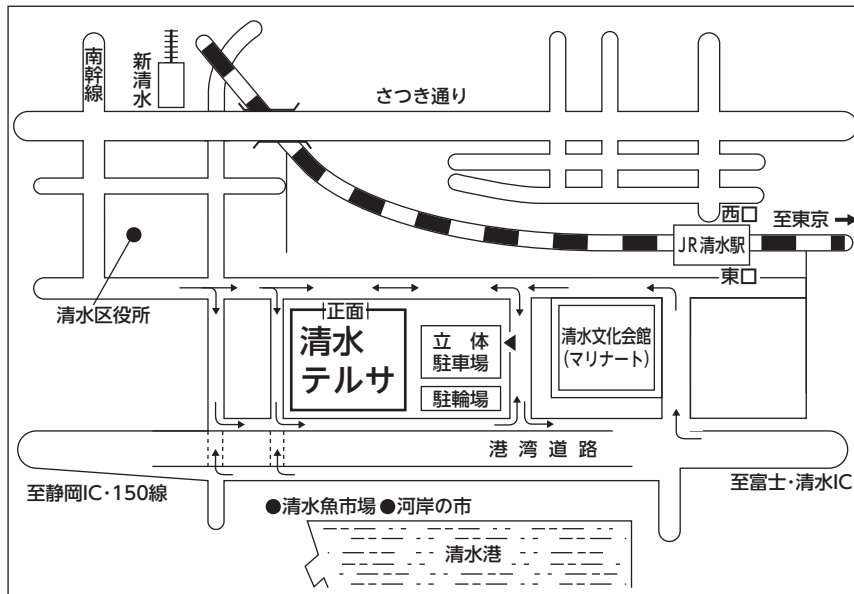 南幹線
新清水
さつき通り
西口
至東京
JR清水駅
東口
清水区役所
正面
清水
テルサ
立体
駐車場
駐輪場
清水文化会館
(マリナート)
港湾道路
至静岡IC・150線
至富士・清水IC
●清水魚市場 ●河岸の市
清水港